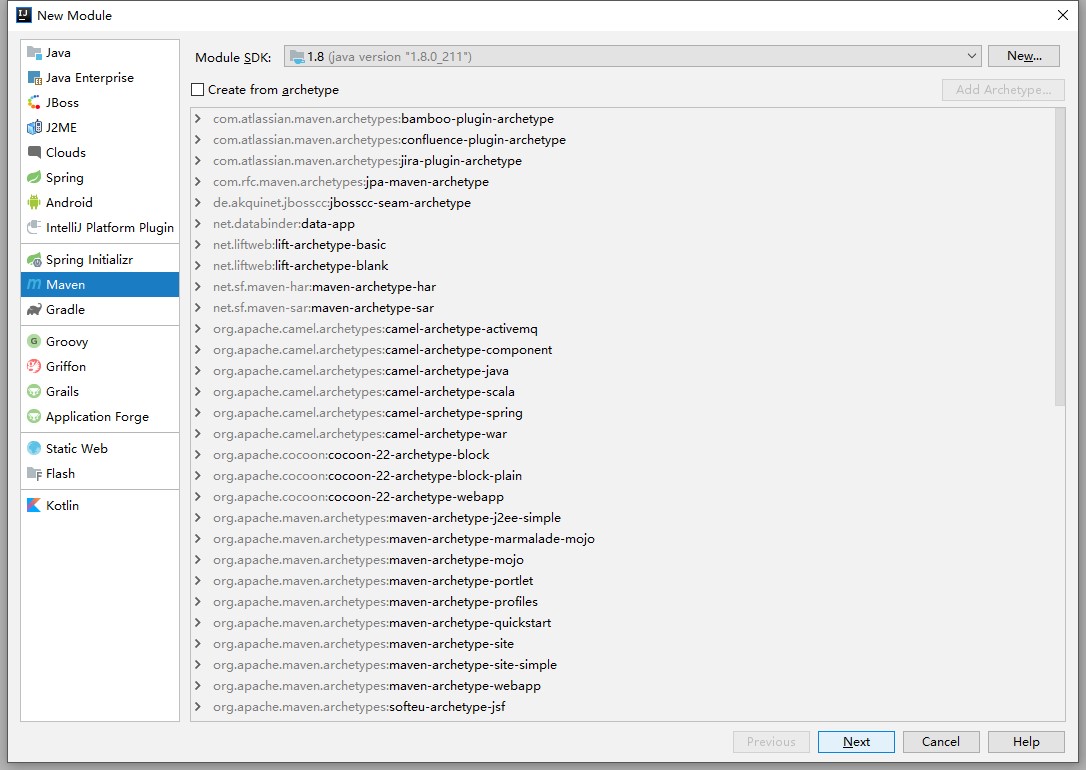 New Module
Java
Java Enterprise
JBoss
J2ME
Clouds
Spring
Android
IntelliJ Platform Plugin
Spring Initializr
Maven
Gradle
Groovy
Griffon
Grails
Application Forge
Static Web
Flash
Kotlin
Module SDK: 1.8 (java version "1.8.0_211") New...
Create from archetype Add Archetype...
com.atlassian.maven.archetypes:bamboo-plugin-archetype
com.atlassian.maven.archetypes:confluence-plugin-archetype
com.atlassian.maven.archetypes:jira-plugin-archetype
com.rfc.maven.archetypes:jpa-maven-archetype
de.akquinet.jbosscc:jbosscc-seam-archetype
net.databinder:data-app
net.liftweb:lift-archetype-basic
net.liftweb:lift-archetype-blank
net.sf.maven-har:maven-archetype-har
net.sf.maven-sar:maven-archetype-sar
org.apache.camel.archetypes:camel-archetype-activemq
org.apache.camel.archetypes:camel-archetype-component
org.apache.camel.archetypes:camel-archetype-java
org.apache.camel.archetypes:camel-archetype-scala
org.apache.camel.archetypes:camel-archetype-spring
org.apache.camel.archetypes:camel-archetype-war
org.apache.cocoon:cocoon-22-archetype-block
org.apache.cocoon:cocoon-22-archetype-block-plain
org.apache.cocoon:cocoon-22-archetype-webapp
org.apache.maven.archetypes:maven-archetype-j2ee-simple
org.apache.maven.archetypes:maven-archetype-marmalade-mojo
org.apache.maven.archetypes:maven-archetype-mojo
org.apache.maven.archetypes:maven-archetype-portlet
org.apache.maven.archetypes:maven-archetype-profiles
org.apache.maven.archetypes:maven-archetype-quickstart
org.apache.maven.archetypes:maven-archetype-site
org.apache.maven.archetypes:maven-archetype-site-simple
org.apache.maven.archetypes:maven-archetype-webapp
org.apache.maven.archetypes:softeu-archetype-jsf
Previous Next Cancel Help